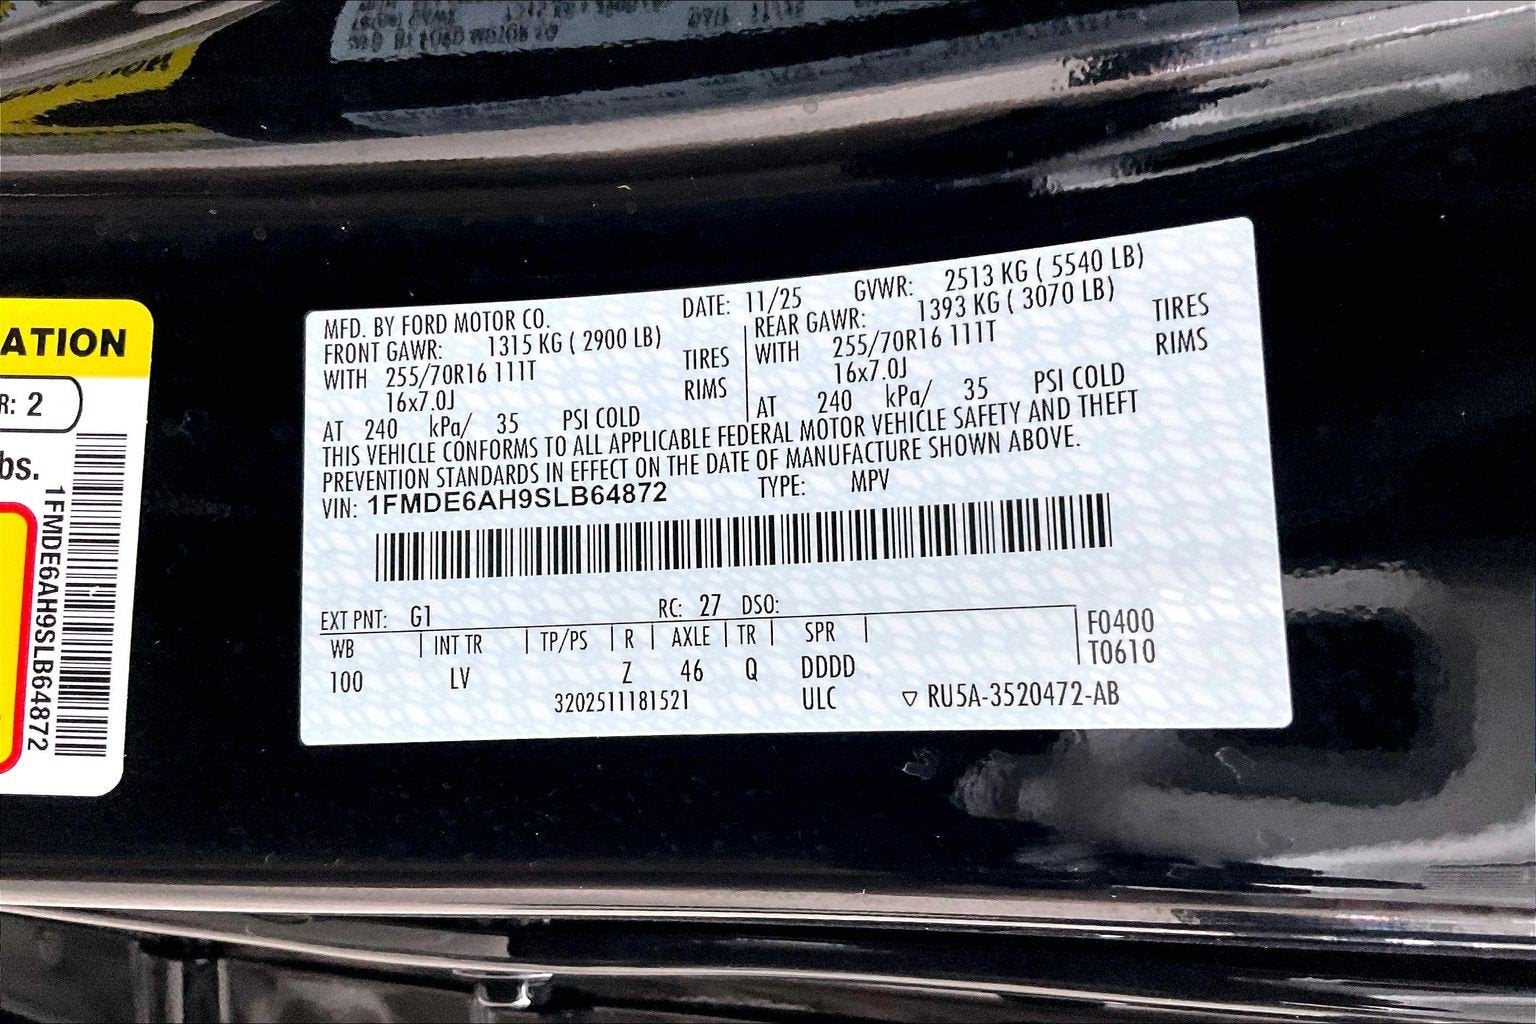 MFD. BY FORD MOTOR CO. DATE: 11/25 GVWR: 2513 KG ( 5540 LB)
FRONT GAWR: 1315 KG ( 2900 LB) REAR GAWR: 1393 KG ( 3070 LB)
WITH 255/70R16 111T TIRES WITH 255/70R16 111T TIRES
16x7.0J RIMS 16x7.0J RIMS
AT 240 kPa/ 35 PSI COLD AT 240 kPa/ 35 PSI COLD
THIS VEHICLE CONFORMS TO ALL APPLICABLE FEDERAL MOTOR VEHICLE SAFETY AND THEFT
PREVENTION STANDARDS IN EFFECT ON THE DATE OF MANUFACTURE SHOWN ABOVE.
VIN: 1FMDE6AH9SLB64872 TYPE: MPV
EXT PNT: G1 RC: 27 DSO:
WB | INT TR | TP/PS | R | AXLE | TR | SPR | F0400
100 LV Z 46 Q DDDD T0610
3202511181521 ULC ▽ RU5A-3520472-AB
ATION
R: 2
bs.
1FMDE6AH9SLB64872